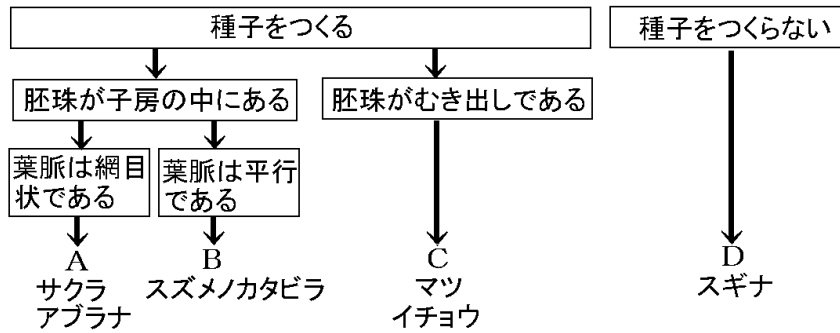 種子をつくる
種子をつくらない
胚珠が子房の中にある
胚珠がむき出しである
葉脈は網目
状である
葉脈は平行
である
A
サクラ
アブラナ
B
スズメノカタビラ
C
マツ
イチョウ
D
スギナ